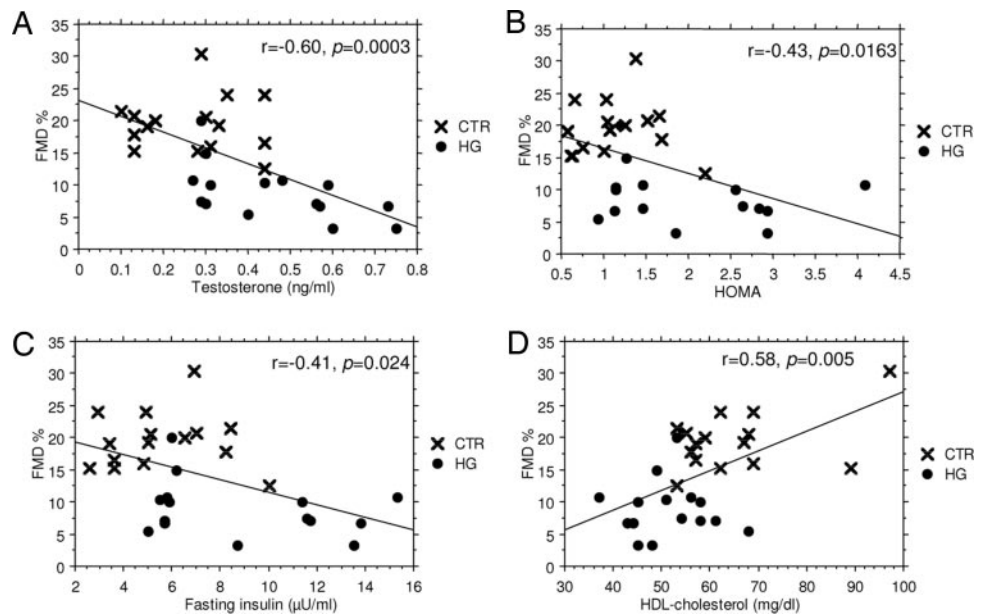 A
r=-0.60, p=0.0003
35
30
25
20
15
10
5
0
FMD %
0 0.1 0.2 0.3 0.4 0.5 0.6 0.7 0.8
Testosterone (ng/ml)
CTR
HG
B
r=-0.43, p=0.0163
35
30
25
20
15
10
5
0
FMD %
0.5 1 1.5 2 2.5 3 3.5 4 4.5
HOMA
CTR
HG
C
r=-0.41, p=0.024
35
30
25
20
15
10
5
0
FMD %
2 4 6 8 10 12 14 16
Fasting insulin (µU/ml)
CTR
HG
D
r=0.58, p=0.005
35
30
25
20
15
10
5
0
FMD %
30 40 50 60 70 80 90 100
HDL-cholesterol (mg/dl)
CTR
HG